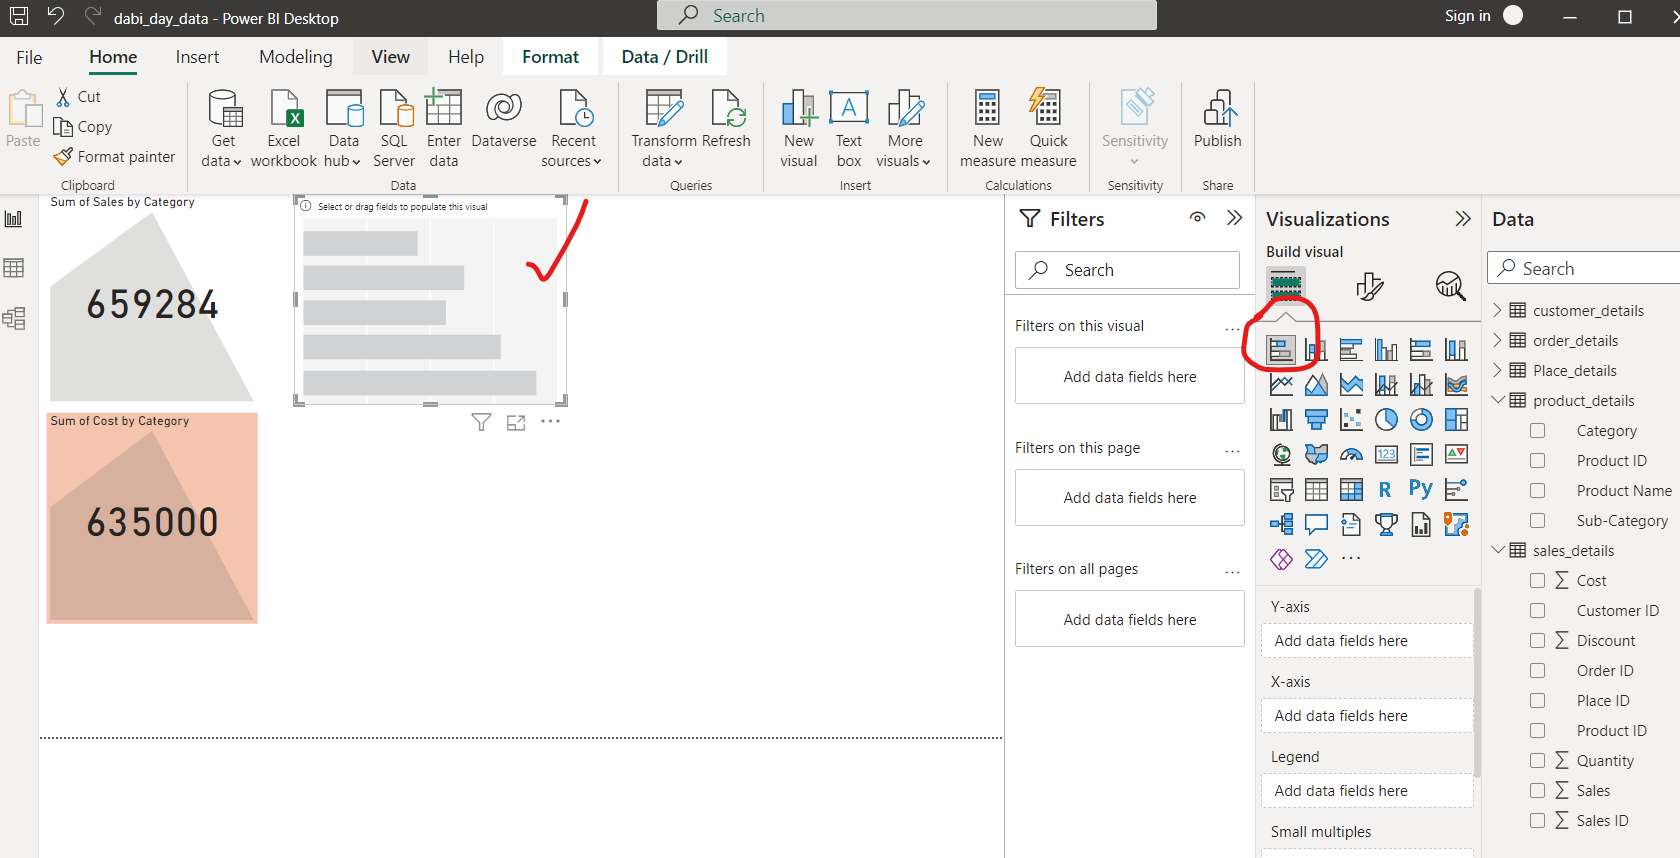 dabi_day_data - Power BI Desktop
Search
Sign in
File
Home
Insert
Modeling
View
Help
Format
Data / Drill
Paste
Cut
Copy
Format painter
Clipboard
Get data
Excel workbook
Data hub
SQL Server
Enter data
Dataverse
Recent sources
Data
Transform data
Refresh
Queries
New visual
Text box
More visuals
Insert
New measure
Quick measure
Calculations
Sensitivity
Sensitivity
Publish
Share
Sum of Sales by Category
659284
Sum of Cost by Category
635000
Select or drag fields to populate this visual
Filters
Search
Filters on this visual
...
Add data fields here
Filters on this page
...
Add data fields here
Filters on all pages
...
Add data fields here
Visualizations
Build visual
123
R
Py
...
Y-axis
Add data fields here
X-axis
Add data fields here
Legend
Add data fields here
Small multiples
Data
Search
customer_details
order_details
Place_details
product_details
Category
Product ID
Product Name
Sub-Category
sales_details
∑ Cost
Customer ID
∑ Discount
Order ID
Place ID
Product ID
∑ Quantity
∑ Sales
∑ Sales ID